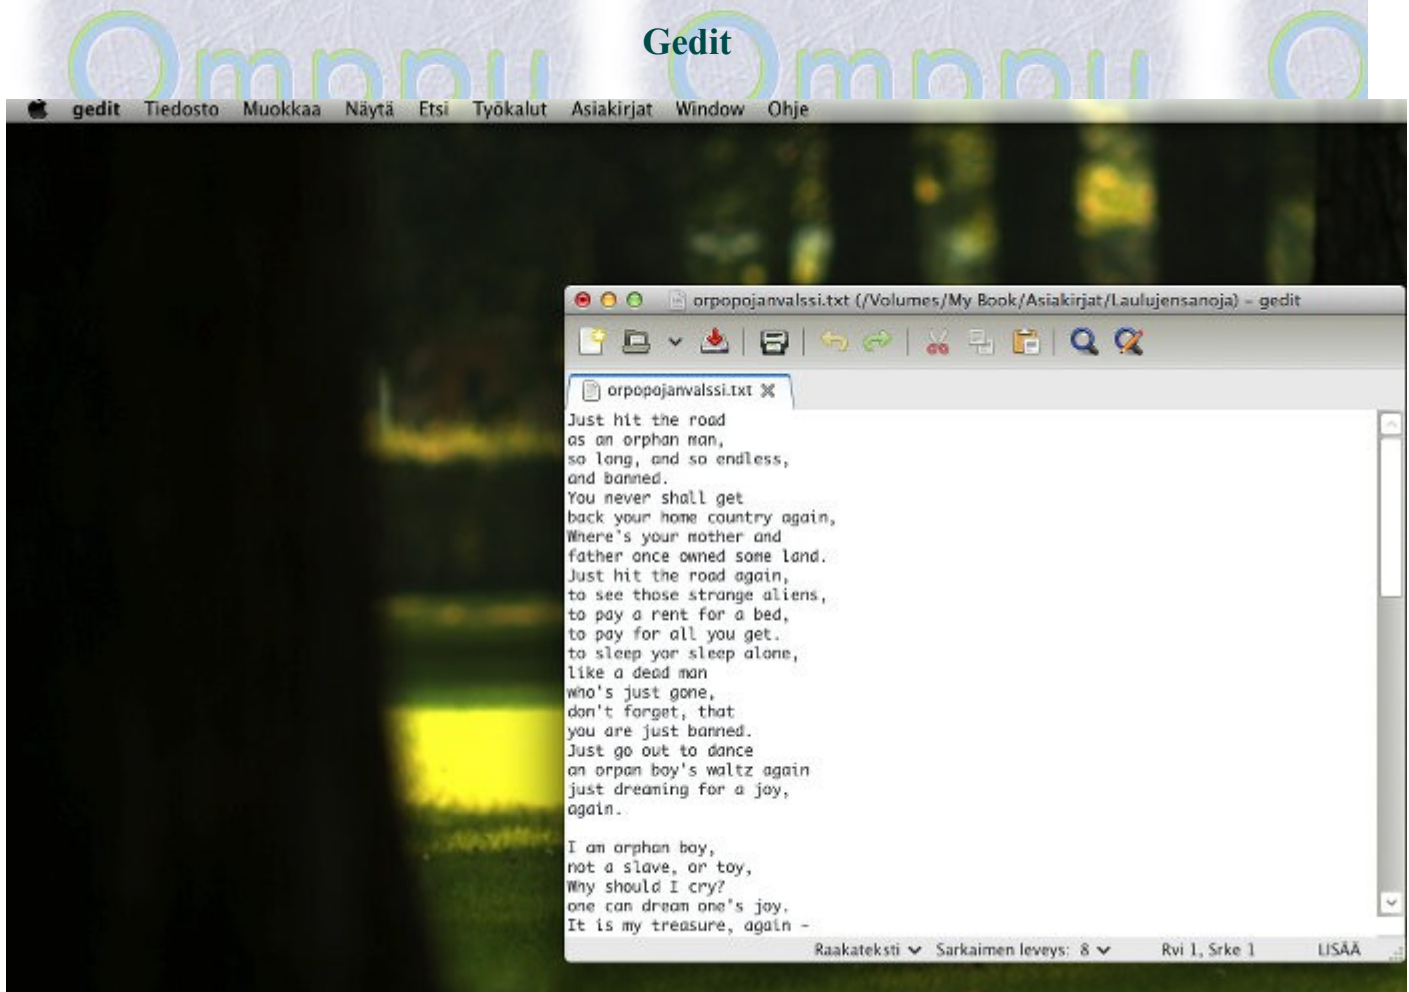 Omppu Omppu O
Gedit
gedit Tiedosto Muokkaa Näytä Etsi Työkalut Asiakirjat Window Ohje
orpopojanvalssi.txt (/Volumes/My Book/Asiakirjat/Laulujensanoja) – gedit
orpopojanvalssi.txt
Just hit the road
as an orphan man,
so long, and so endless,
and banned.
You never shall get
back your home country again,
Where's your mother and
father once owned some land.
Just hit the road again,
to see those strange aliens,
to pay a rent for a bed,
to pay for all you get.
to sleep yor sleep alone,
like a dead man
who's just gone,
don't forget, that
you are just banned.
Just go out to dance
an orpan boy's waltz again
just dreaming for a joy,
again.
I am orphan boy,
not a slave, or toy,
Why should I cry?
one can dream one's joy.
It is my treasure, again –
Raakateksti Sarkaimen leveys: 8 Rvi 1, Srke 1 LISÄÄ